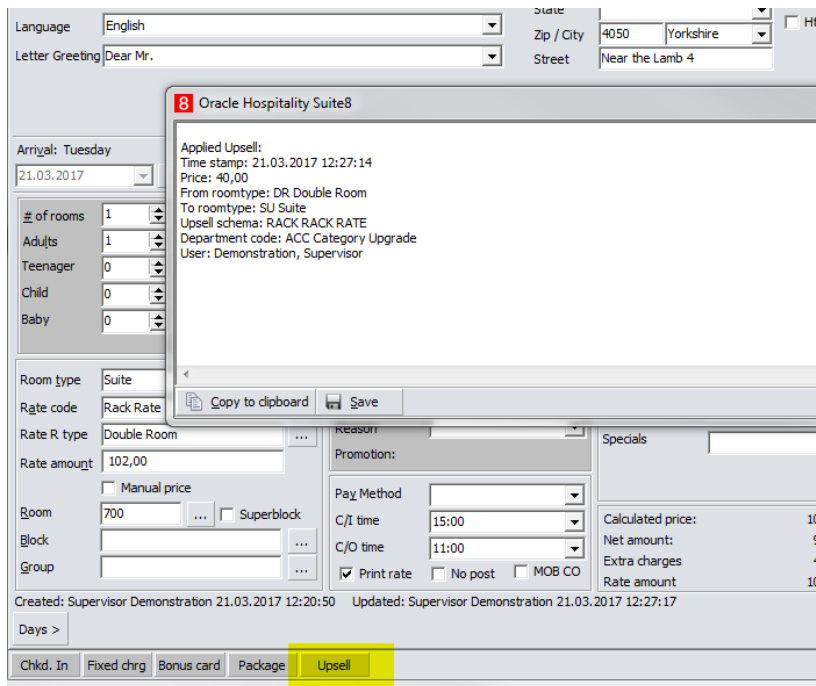 State
Language English
Zip / City 4050 Yorkshire
Letter Greeting Dear Mr.
Street Near the Lamb 4
8 Oracle Hospitality Suite8
Applied Upsell:
Time stamp: 21.03.2017 12:27:14
Price: 40,00
From roomtype: DR Double Room
To roomtype: SU Suite
Upsell schema: RACK RACK RATE
Department code: ACC Category Upgrade
User: Demonstration, Supervisor
Copy to clipboard Save
Arrival: Tuesday
21.03.2017
# of rooms 1
Adults 1
Teenager 0
Child 0
Baby 0
Room type Suite
Rate code Rack Rate
Rate R type Double Room ...
Rate amount 102,00
Manual price
Room 700 ... Superblock
Block ...
Group ...
Reason
Promotion:
Pay Method
C/I time 15:00
C/O time 11:00
Print rate No post MOB CO
Specials
Calculated price: 10
Net amount: 9
Extra charges 4
Rate amount 10
Created: Supervisor Demonstration 21.03.2017 12:20:50 Updated: Supervisor Demonstration 21.03.2017 12:27:17
Days >
Chkd. In Fixed chrg Bonus card Package Upsell